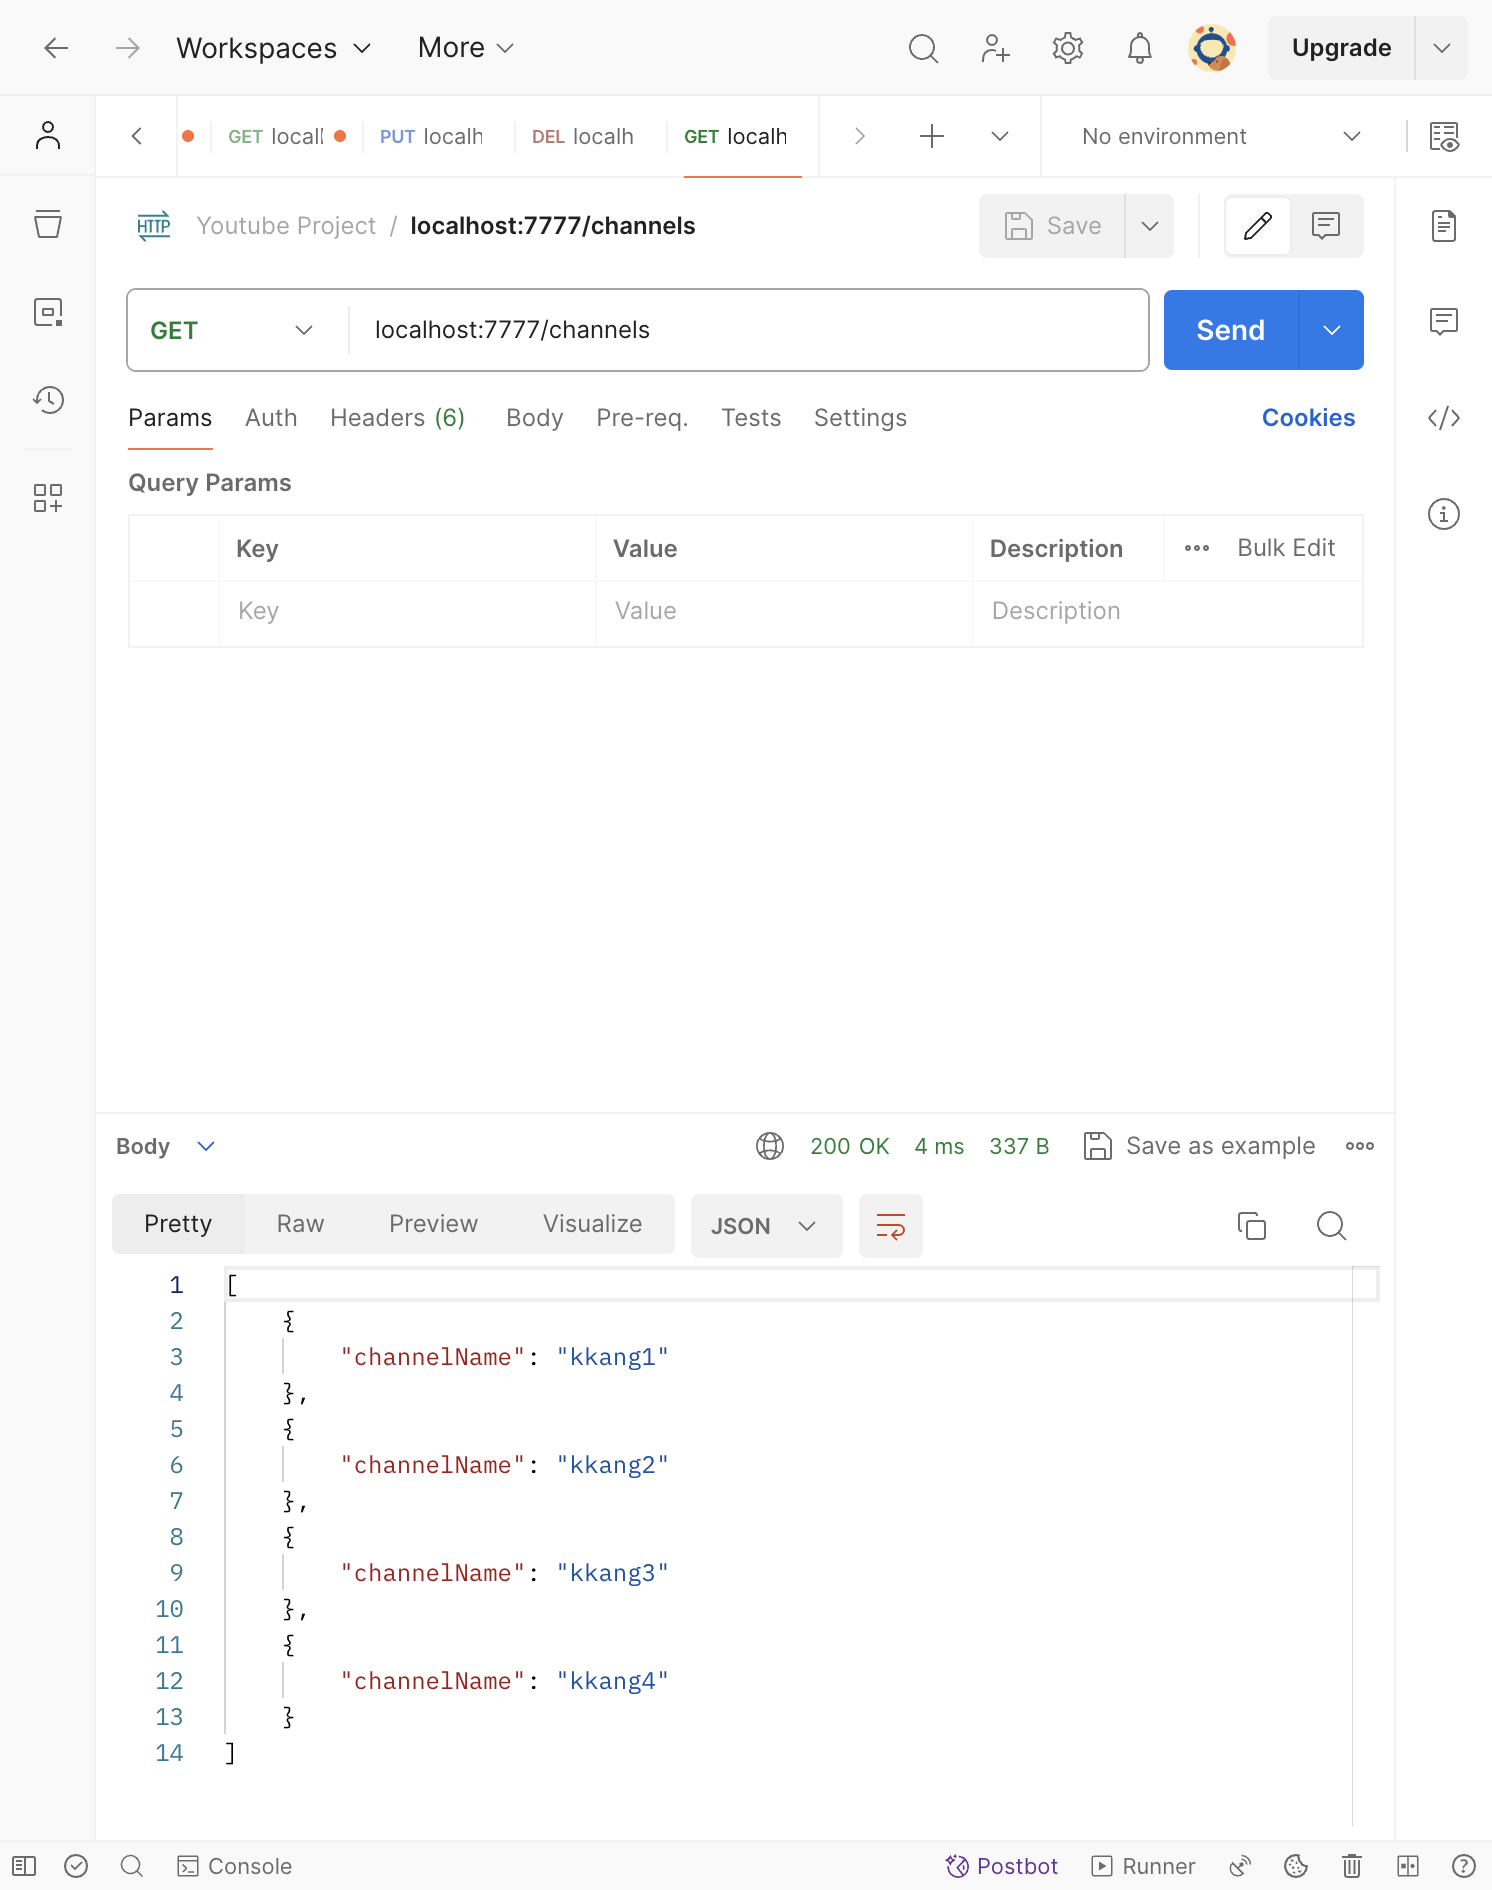 Workspaces More Upgrade
GET locall PUT localh DEL localh GET localh No environment
HTTP Youtube Project / localhost:7777/channels Save
GET localhost:7777/channels Send
Params Auth Headers (6) Body Pre-req. Tests Settings Cookies
Query Params
Key Value Description Bulk Edit
Key Value Description
Body 200 OK 4 ms 337 B Save as example
Pretty Raw Preview Visualize JSON
1 [
2 {
3 "channelName": "kkang1"
4 },
5 {
6 "channelName": "kkang2"
7 },
8 {
9 "channelName": "kkang3"
10 },
11 {
12 "channelName": "kkang4"
13 }
14 ]
Console Postbot Runner